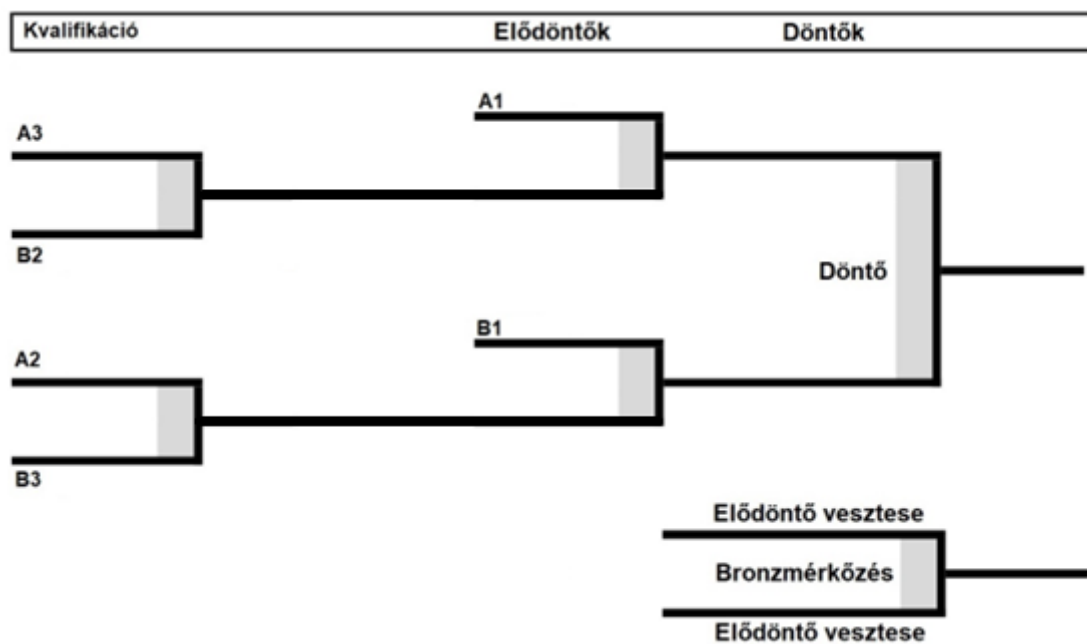 Kvalifikáció Elődöntők Döntők
A1
A3
B2
Döntő
B1
A2
B3
Elődöntő vesztese
Bronzmérkőzés
Elődöntő vesztese